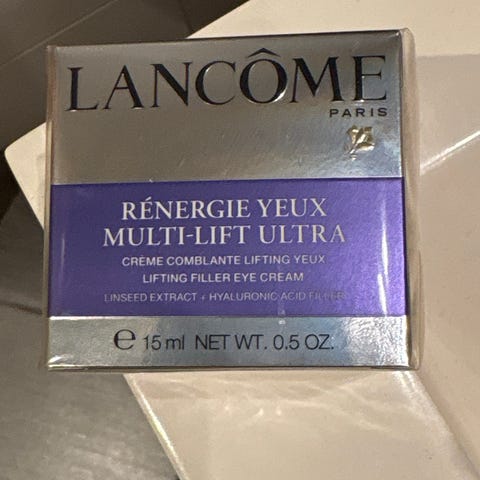 LANCÔME
PARIS
RÉNERGIE YEUX
MULTI-LIFT ULTRA
CRÈME COMBLANTE LIFTING YEUX
LIFTING FILLER EYE CREAM
LINSEED EXTRACT + HYALURONIC ACID FILLER
℮ 15 ml NET WT. 0.5 OZ.